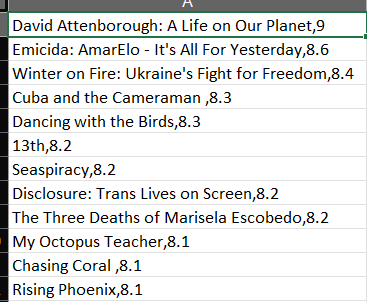 A
David Attenborough: A Life on Our Planet,9
Emicida: AmarElo - It's All For Yesterday,8.6
Winter on Fire: Ukraine's Fight for Freedom,8.4
Cuba and the Cameraman ,8.3
Dancing with the Birds,8.3
13th,8.2
Seaspiracy,8.2
Disclosure: Trans Lives on Screen,8.2
The Three Deaths of Marisela Escobedo,8.2
My Octopus Teacher,8.1
Chasing Coral ,8.1
Rising Phoenix,8.1